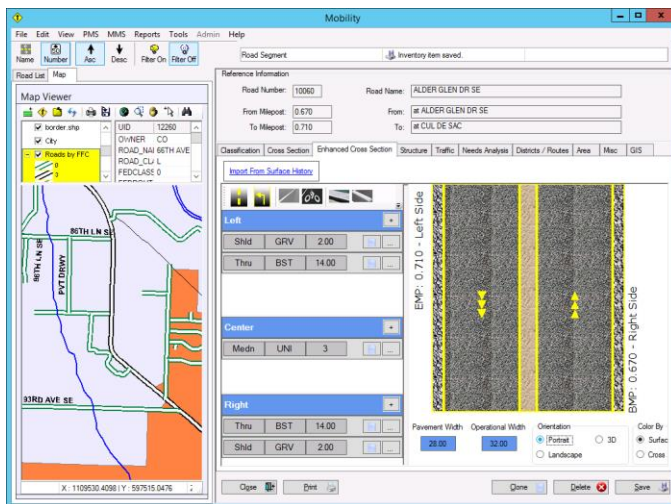 Mobility
File Edit View PMS MMS Reports Tools Admin Help
Name Number Asc Desc Filter On Filter Off
Road Segment Inventory item saved.
Road List Map
Map Viewer
border.shp
City
Roads by FFC
0
0
UID 12260
OWNER CO
ROAD_NAI 66TH AVE
ROAD_CLA L
FEDCLASS 0
86TH LN SE
86TH LN SE
PVT DRWY
93RD AVE SE
X : 1109530.4098 | Y : 597515.0476
Reference Information
Road Number: 10060 Road Name: ALDER GLEN DR SE
From Milepost: 0.670 From: at ALDER GLEN DR SE
To Milepost: 0.710 To: at CUL DE SAC
Classification Cross Section Enhanced Cross Section Structure Traffic Needs Analysis Districts / Routes Area Misc GIS
Import From Surface History
Left +
Shld GRV 2.00 ...
Thru BST 14.00 ...
Center +
Medn UNI 3 ...
Right +
Thru BST 14.00 ...
Shld GRV 2.00 ...
EMP: 0.710 - Left Side
BMP: 0.670 - Right Side
Pavement Width Operational Width Orientation Color By
28.00 32.00 Portrait 3D Surfac
Landscape Cross
Close Print Clone Delete Save